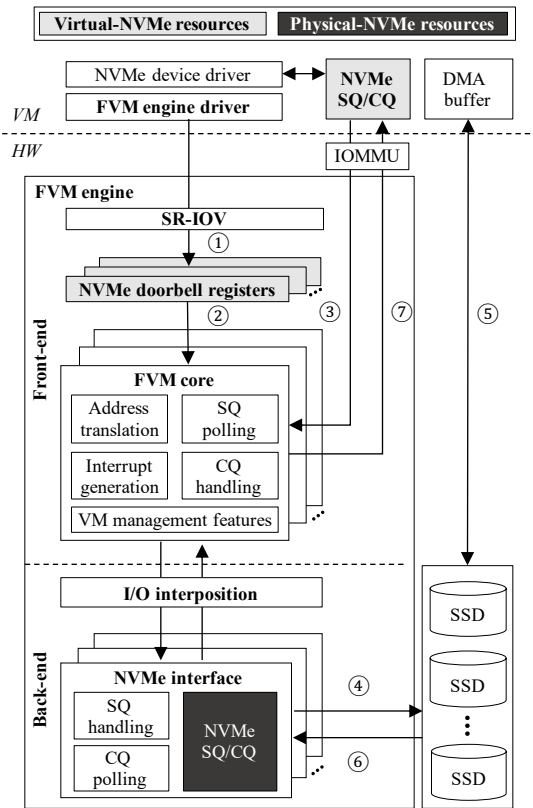 Virtual-NVMe resources
Physical-NVMe resources
NVMe device driver
FVM engine driver
NVMe
SQ/CQ
DMA
buffer
VM
HW
IOMMU
FVM engine
SR-IOV
①
NVMe doorbell registers
②
③
⑦
⑤
Front-end
FVM core
Address
translation
SQ
polling
Interrupt
generation
CQ
handling
VM management features
I/O interposition
Back-end
NVMe interface
SQ
handling
CQ
polling
NVMe
SQ/CQ
④
⑥
SSD
SSD
SSD